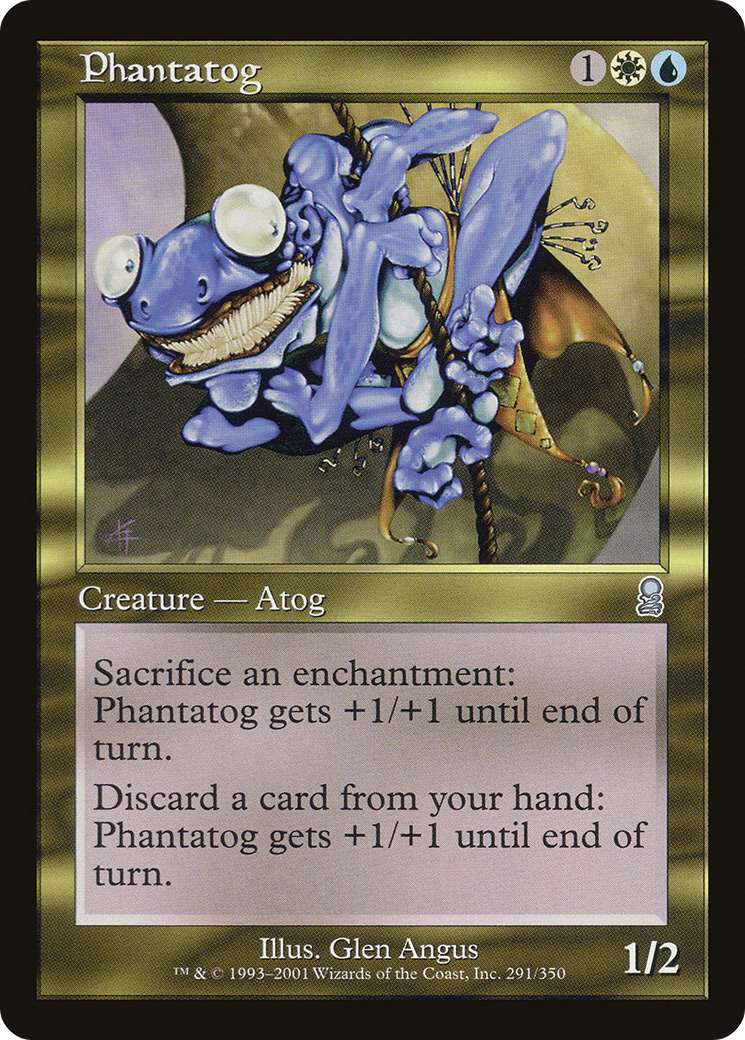 Phantatog 1
Creature — Atog
Sacrifice an enchantment:
Phantatog gets +1/+1 until end of
turn.
Discard a card from your hand:
Phantatog gets +1/+1 until end of
turn.
Illus. Glen Angus
™ & © 1993–2001 Wizards of the Coast, Inc. 291/350
1/2